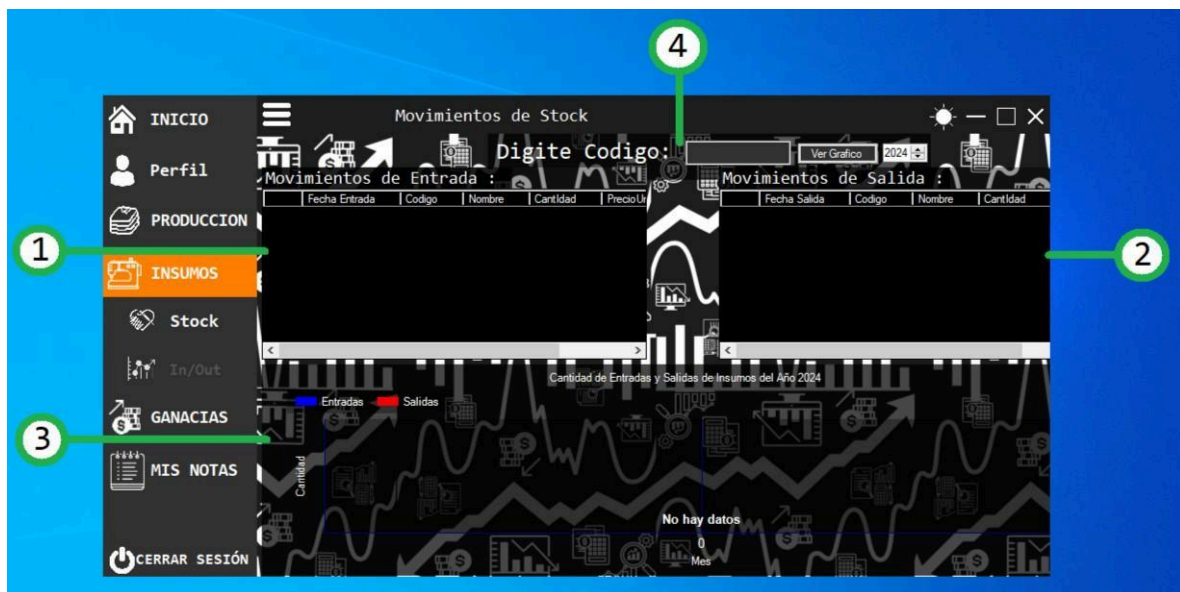 4
INICIO
Movimientos de Stock
Digite Codigo:
Ver Grafico
2024
Perfil
Movimientos de Entrada :
Movimientos de Salida :
Fecha Entrada Codigo Nombre CantIdad PrecioUr
Fecha Salida Codigo Nombre CantIdad
PRODUCCION
1
2
INSUMOS
Stock
In/Out
Cantidad de Entradas y Salidas de Insumos del Año 2024
Entradas Salidas
GANACIAS
3
MIS NOTAS
Cantidad
No hay datos
0
Mes
CERRAR SESIÓN